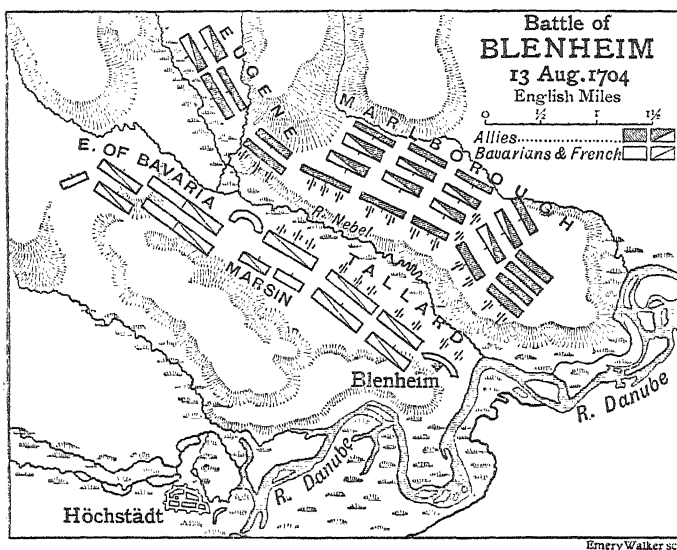 Battle of
BLENHEIM
13 Aug. 1704
English Miles
0 ½ 1 1½
Allies
Bavarians & French
EUGENE
MARLBOROUGH
E. OF BAVARIA
R. Nebel
MARSIN
TALLARD
Blenheim
R. Danube
R. Danube
Höchstädt
Emery Walker sc.